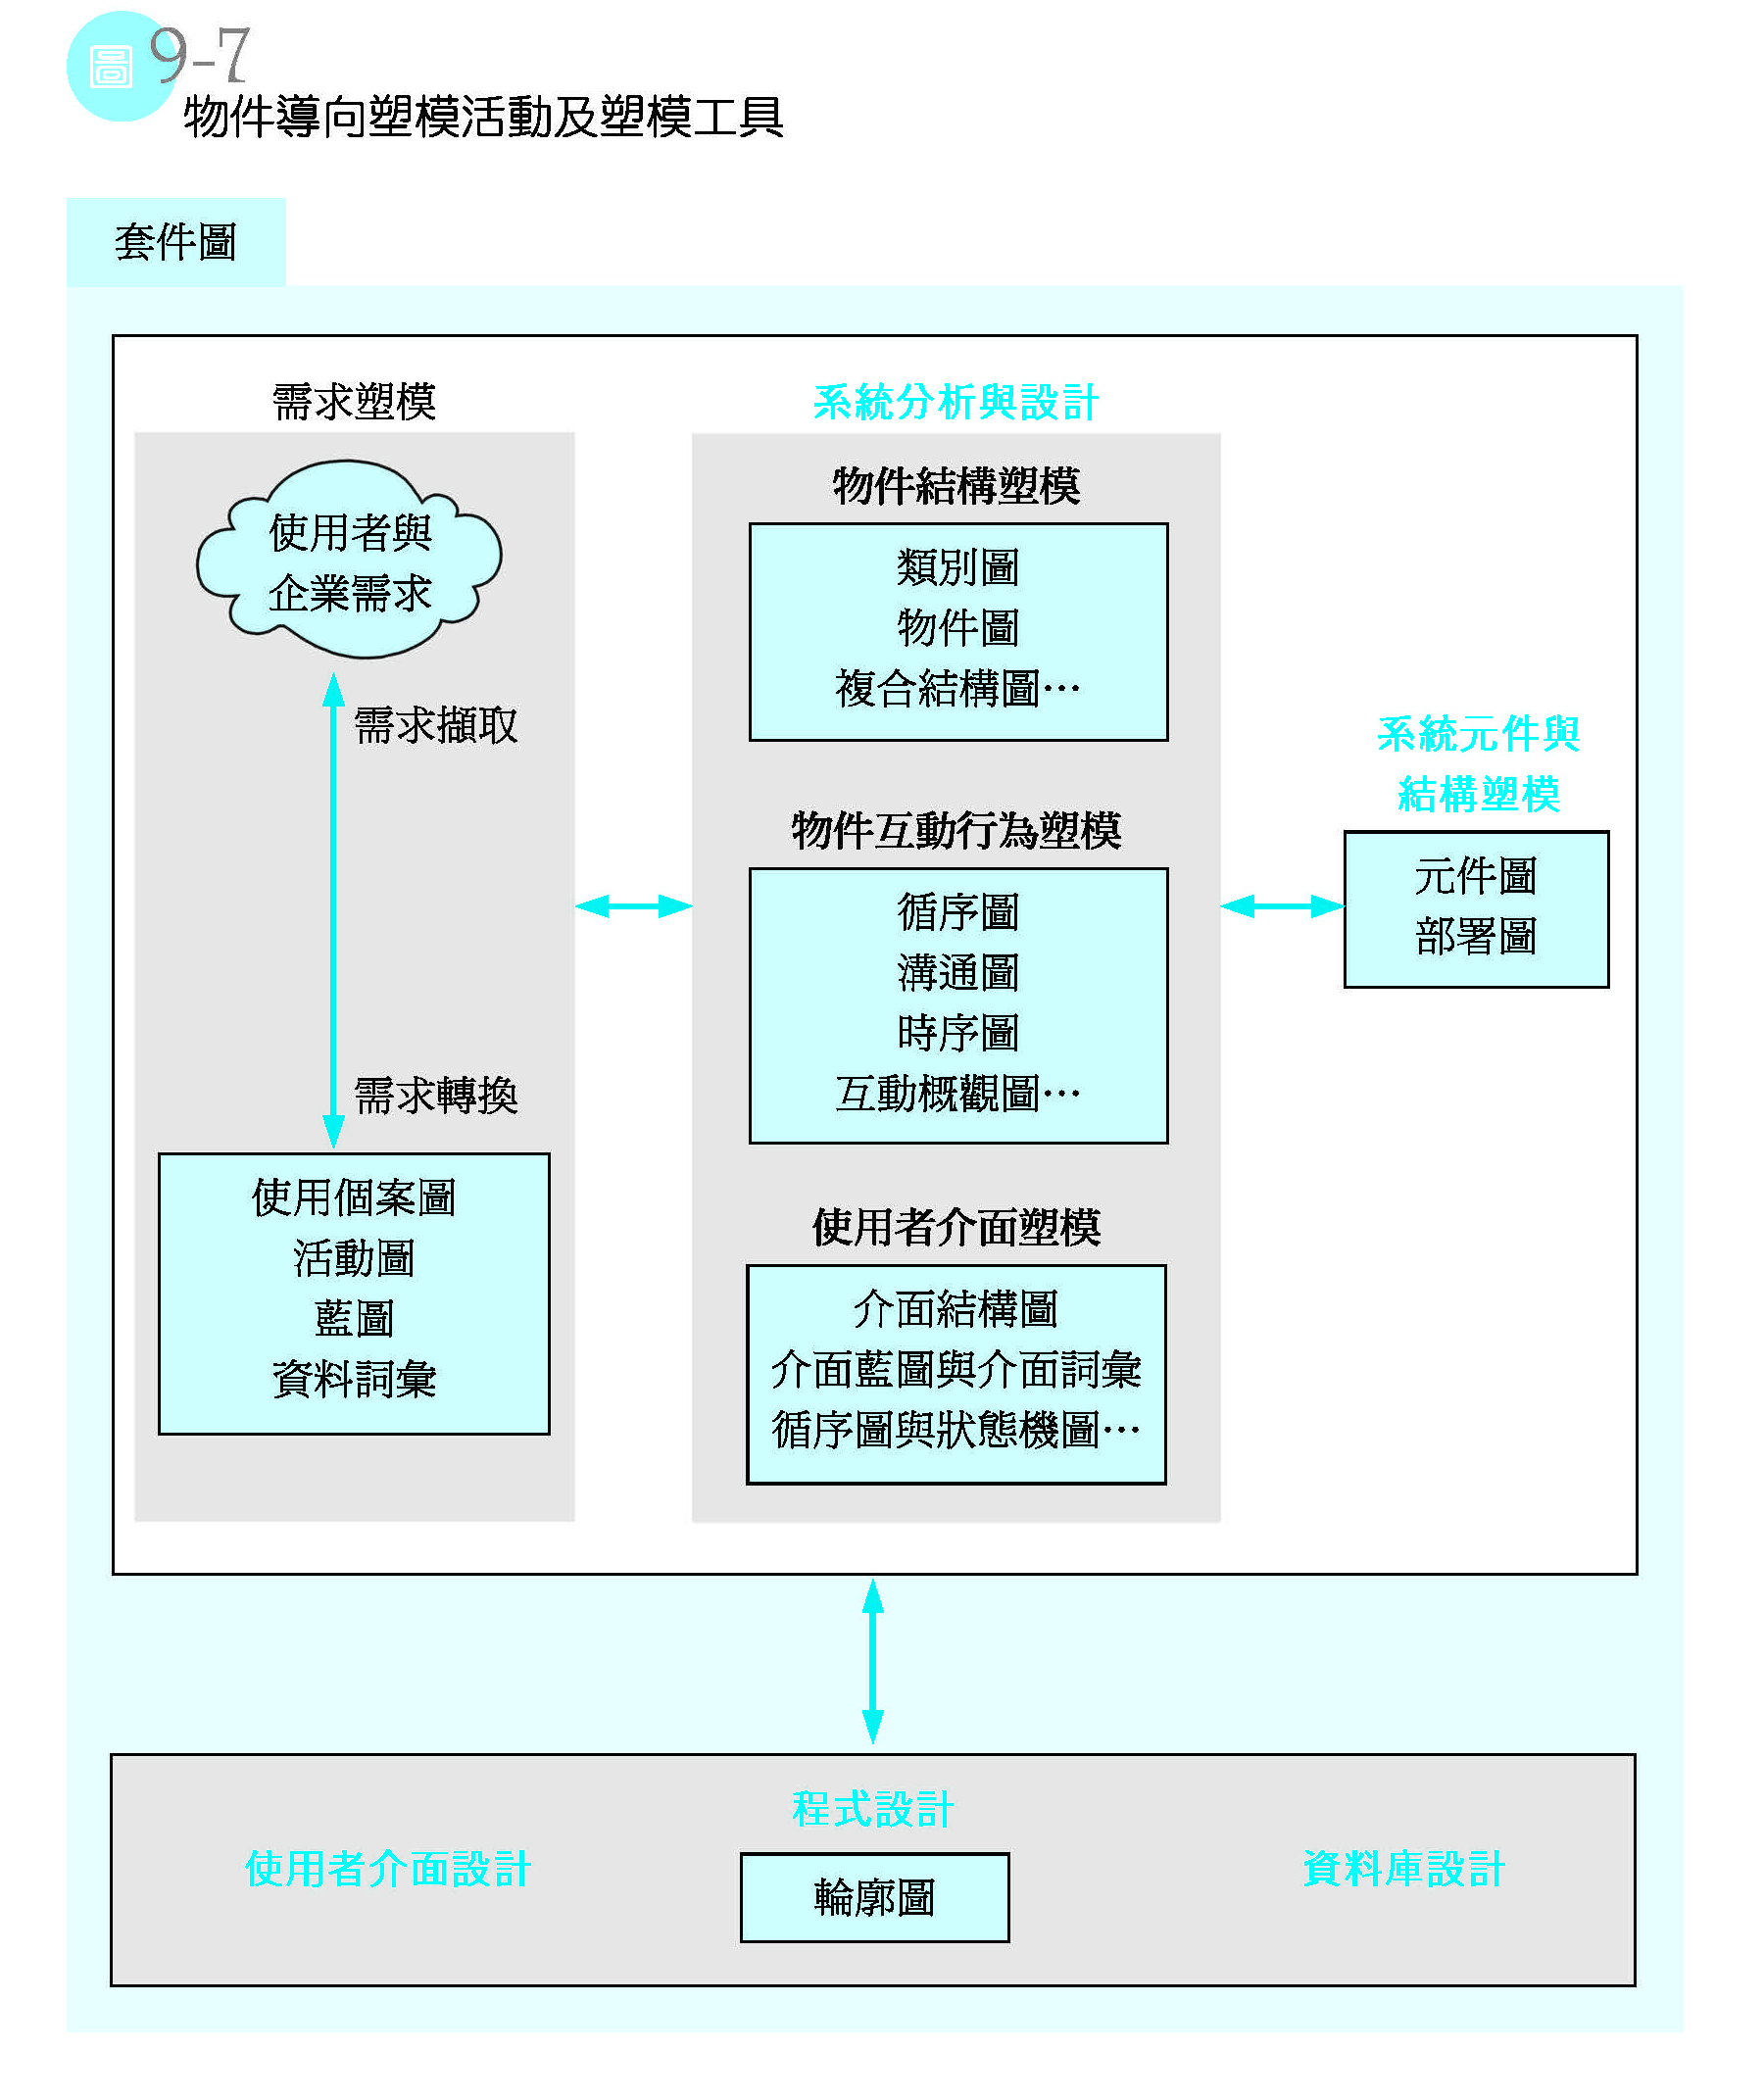 圖 9-7
物件導向塑模活動及塑模工具
套件圖
需求塑模
使用者與
企業需求
需求擷取
需求轉換
使用個案圖
活動圖
藍圖
資料詞彙
系統分析與設計
物件結構塑模
類別圖
物件圖
複合結構圖…
物件互動行為塑模
循序圖
溝通圖
時序圖
互動概觀圖…
使用者介面塑模
介面結構圖
介面藍圖與介面詞彙
循序圖與狀態機圖…
系統元件與
結構塑模
元件圖
部署圖
使用者介面設計
程式設計
輪廓圖
資料庫設計